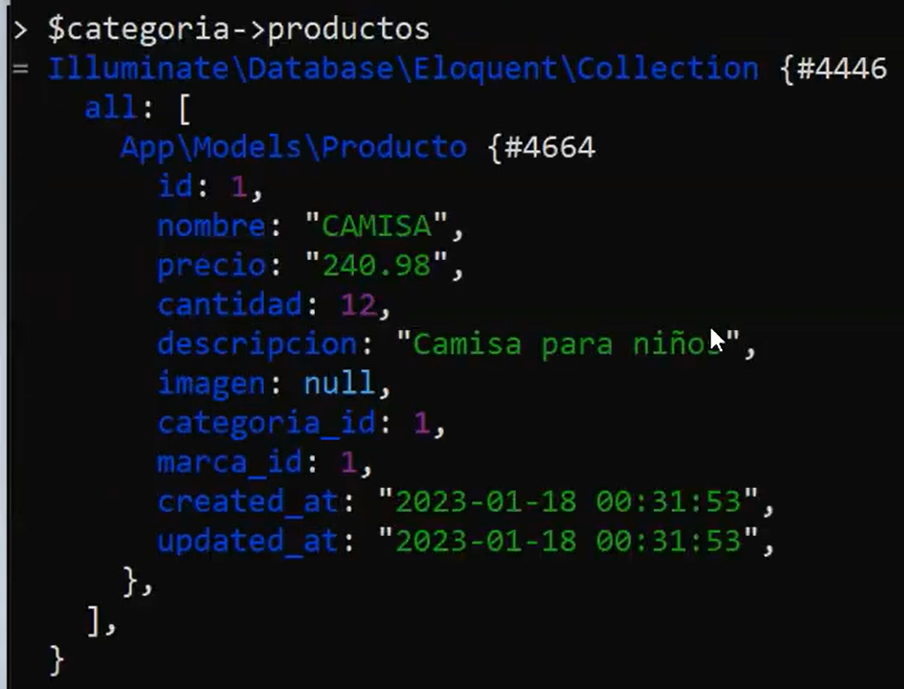 > $categoria->productos
= Illuminate\Database\Eloquent\Collection {#4446
all: [
App\Models\Producto {#4664
id: 1,
nombre: "CAMISA",
precio: "240.98",
cantidad: 12,
descripcion: "Camisa para niños",
imagen: null,
categoria_id: 1,
marca_id: 1,
created_at: "2023-01-18 00:31:53",
updated_at: "2023-01-18 00:31:53",
},
],
}